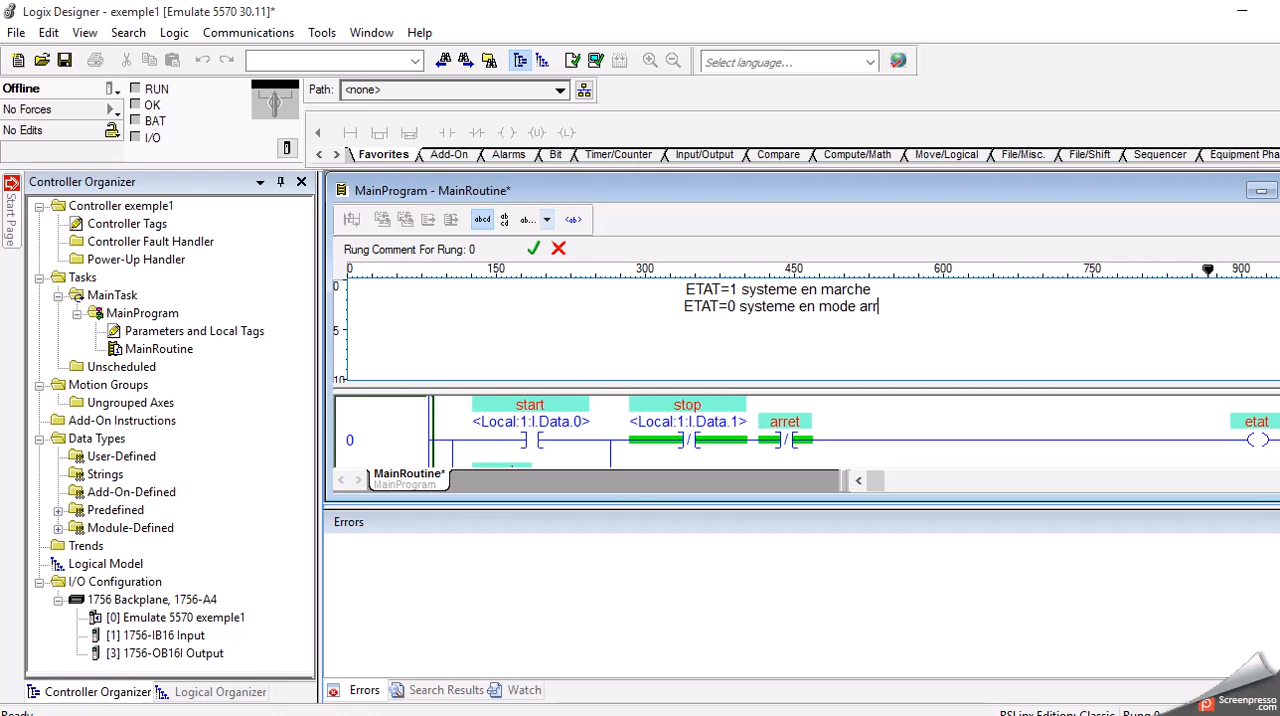 Logix Designer - exemple1 [Emulate 5570 30.11]*
File Edit View Search Logic Communications Tools Window Help
Select language...
Offline RUN Path: <none>
No Forces OK
No Edits BAT
I/O
Favorites Add-On Alarms Bit Timer/Counter Input/Output Compare Compute/Math Move/Logical File/Misc. File/Shift Sequencer Equipment Pha
Start Page
Controller Organizer
Controller exemple1
Controller Tags
Controller Fault Handler
Power-Up Handler
Tasks
MainTask
MainProgram
Parameters and Local Tags
MainRoutine
Unscheduled
Motion Groups
Ungrouped Axes
Add-On Instructions
Data Types
User-Defined
Strings
Add-On-Defined
Predefined
Module-Defined
Trends
Logical Model
I/O Configuration
1756 Backplane, 1756-A4
[0] Emulate 5570 exemple1
[1] 1756-IB16 Input
[3] 1756-OB16I Output
Controller Organizer Logical Organizer
MainProgram - MainRoutine*
abcd ab cd ab... <ab>
Rung Comment For Rung: 0
0 150 300 450 600 750 900
0
5
10
ETAT=1 systeme en marche
ETAT=0 systeme en mode arr
start stop
<Local:1:I.Data.0> <Local:1:I.Data.1> arret etat
0
MainRoutine*
MainProgram
Errors
Errors Search Results Watch
Ready RSLinx Edition: Classic Rung 0
Screenpresso
.com